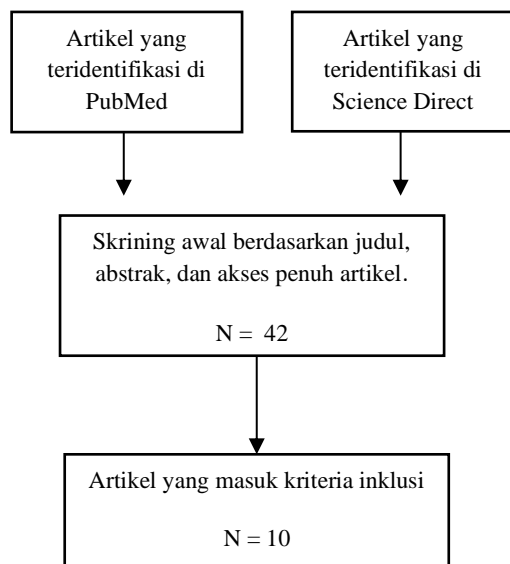 Artikel yang
teridentifikasi di
PubMed
Artikel yang
teridentifikasi di
Science Direct
Skrining awal berdasarkan judul,
abstrak, dan akses penuh artikel.
N = 42
Artikel yang masuk kriteria inklusi
N = 10